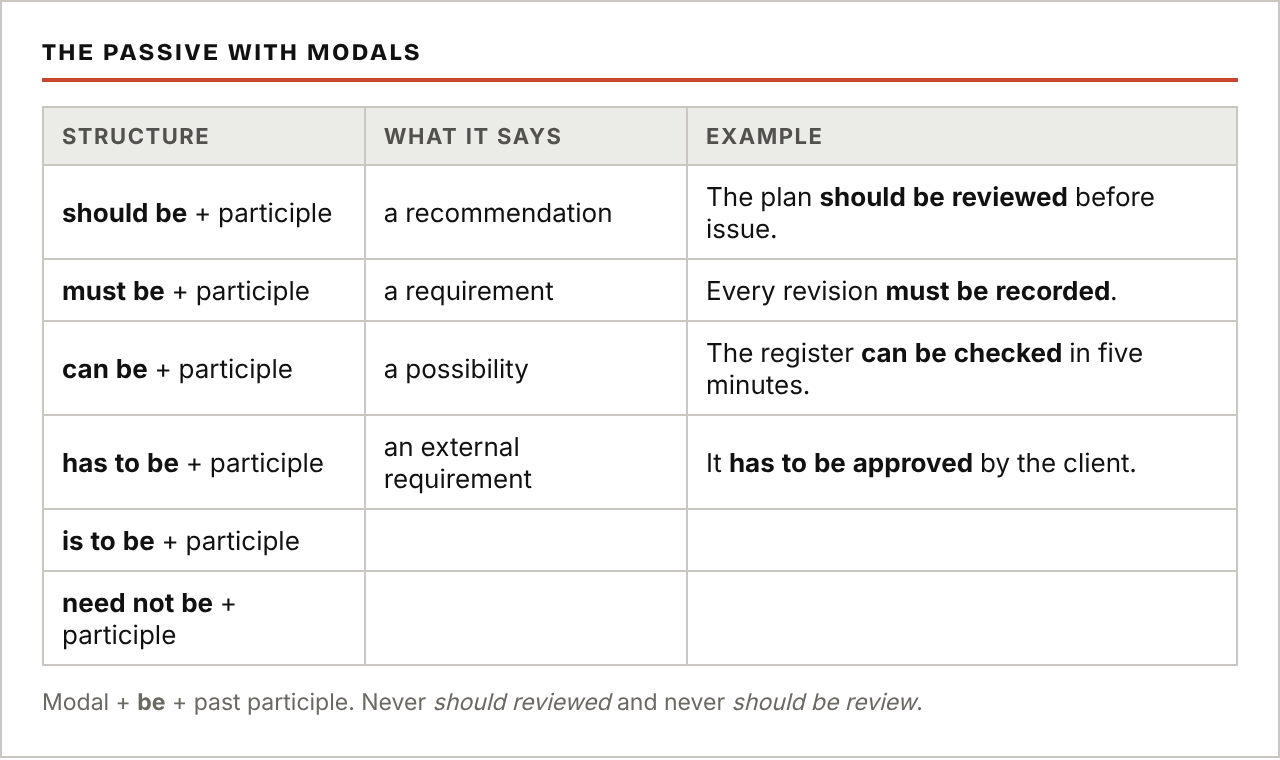 THE PASSIVE WITH MODALS
STRUCTURE
WHAT IT SAYS
EXAMPLE
should be + participle
a recommendation
The plan should be reviewed before
issue.
must be + participle
a requirement
Every revision must be recorded.
can be + participle
a possibility
The register can be checked in five
minutes.
has to be + participle
an external
requirement
It has to be approved by the client.
is to be + participle
need not be +
participle
Modal + be + past participle. Never should reviewed and never should be review.